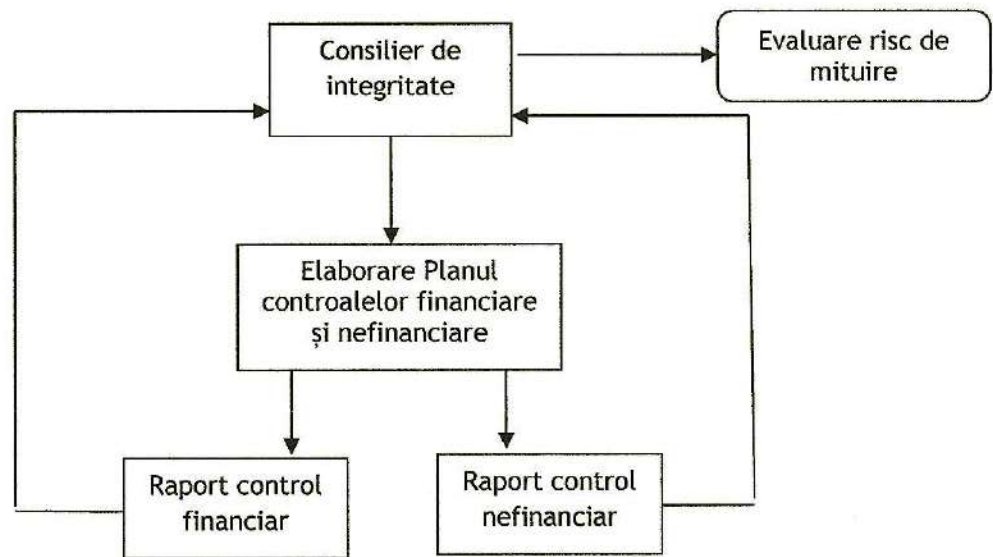 Consilier de
integritate
Evaluare risc de
mituire
Elaborare Planul
controalelor financiare
și nefinanciare
Raport control
financiar
Raport control
nefinanciar